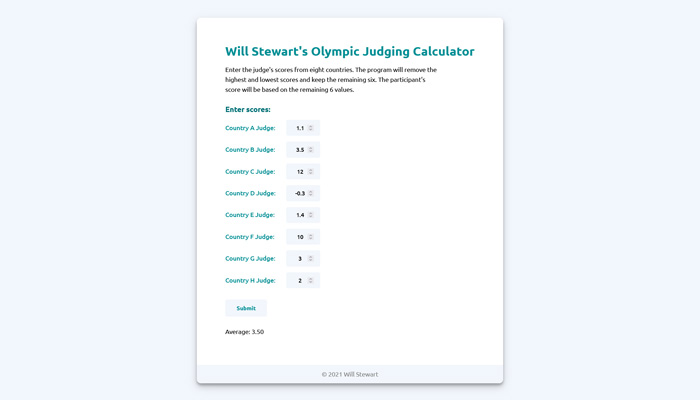 Will Stewart's Olympic Judging Calculator
Enter the judge's scores from eight countries. The program will remove the
highest and lowest scores and keep the remaining six. The participant's
score will be based on the remaining 6 values.
Enter scores:
Country A Judge: 1.1
Country B Judge: 3.5
Country C Judge: 12
Country D Judge: -0.3
Country E Judge: 1.4
Country F Judge: 10
Country G Judge: 3
Country H Judge: 2
Submit
Average: 3.50
© 2021 Will Stewart